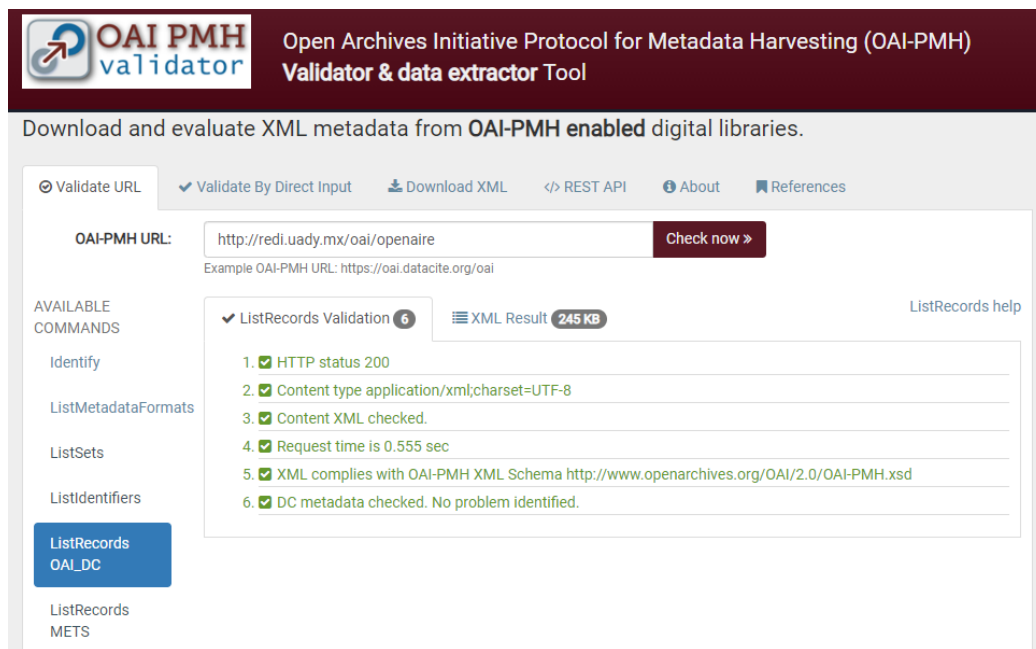 OAI PMH
validator
Open Archives Initiative Protocol for Metadata Harvesting (OAI-PMH)
Validator & data extractor Tool
Download and evaluate XML metadata from OAI-PMH enabled digital libraries.
Validate URL
Validate By Direct Input
Download XML
</> REST API
About
References
OAI-PMH URL:
http://redi.uady.mx/oai/openaire
Check now »
Example OAI-PMH URL: https://oai.datacite.org/oai
AVAILABLE
COMMANDS
Identify
ListMetadataFormats
ListSets
ListIdentifiers
ListRecords
OAI_DC
ListRecords
METS
ListRecords Validation 6
XML Result 245 KB
ListRecords help
1. HTTP status 200
2. Content type application/xml;charset=UTF-8
3. Content XML checked.
4. Request time is 0.555 sec
5. XML complies with OAI-PMH XML Schema http://www.openarchives.org/OAI/2.0/OAI-PMH.xsd
6. DC metadata checked. No problem identified.